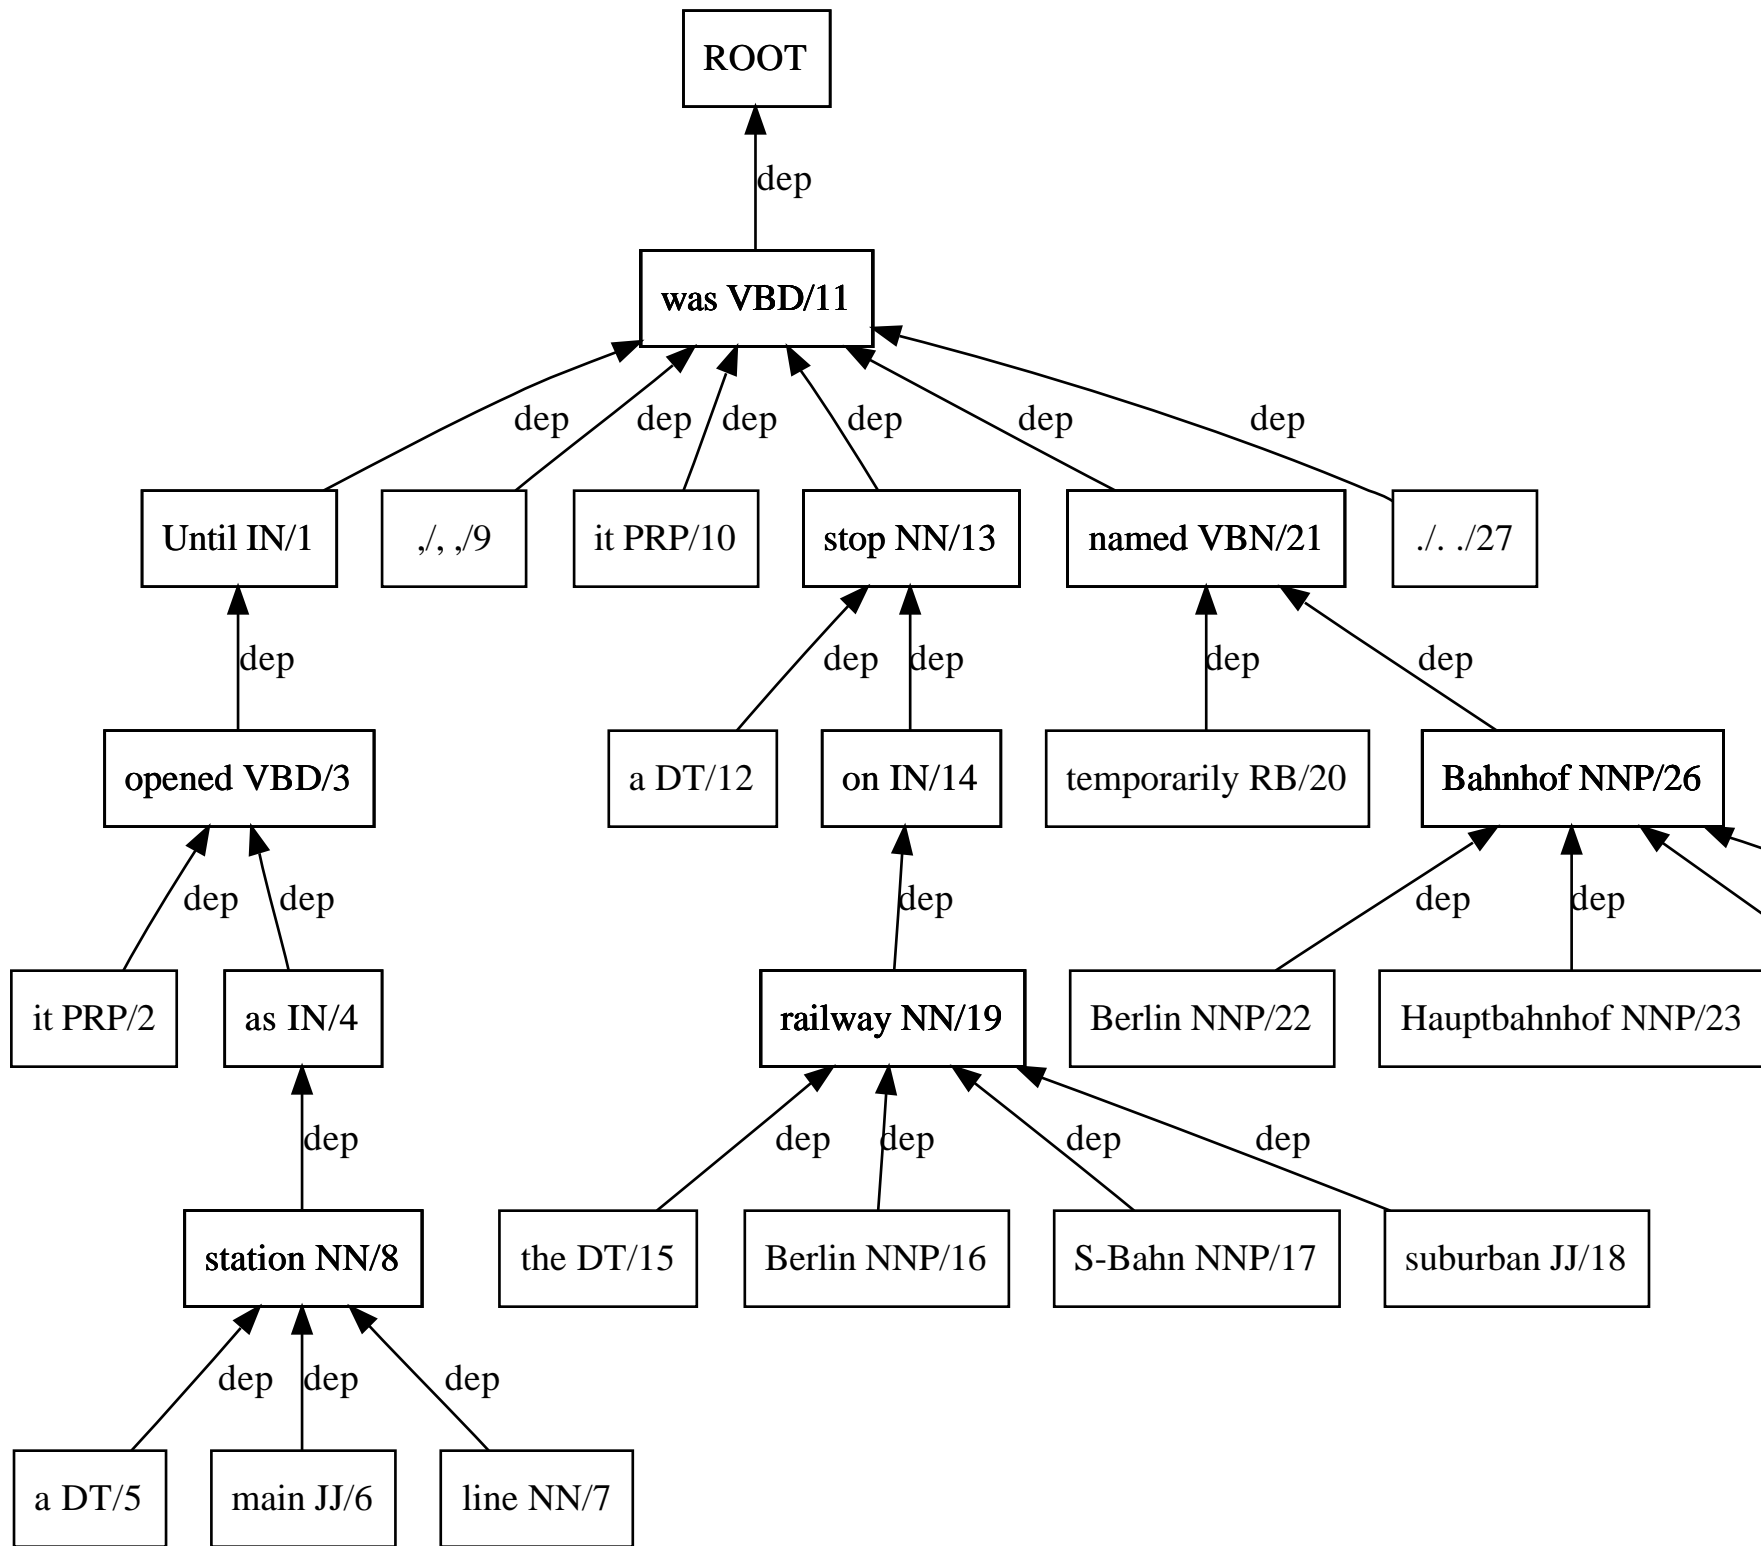 ROOT
dep
was VBD/11
dep dep dep dep dep dep
Until IN/1 ,/, ,/9 it PRP/10 stop NN/13 named VBN/21 ./. ./27
dep dep dep dep dep
opened VBD/3 a DT/12 on IN/14 temporarily RB/20 Bahnhof NNP/26
dep dep dep dep dep
it PRP/2 as IN/4 railway NN/19 Berlin NNP/22 Hauptbahnhof NNP/23
dep dep dep dep dep
station NN/8 the DT/15 Berlin NNP/16 S-Bahn NNP/17 suburban JJ/18
dep dep dep
a DT/5 main JJ/6 line NN/7